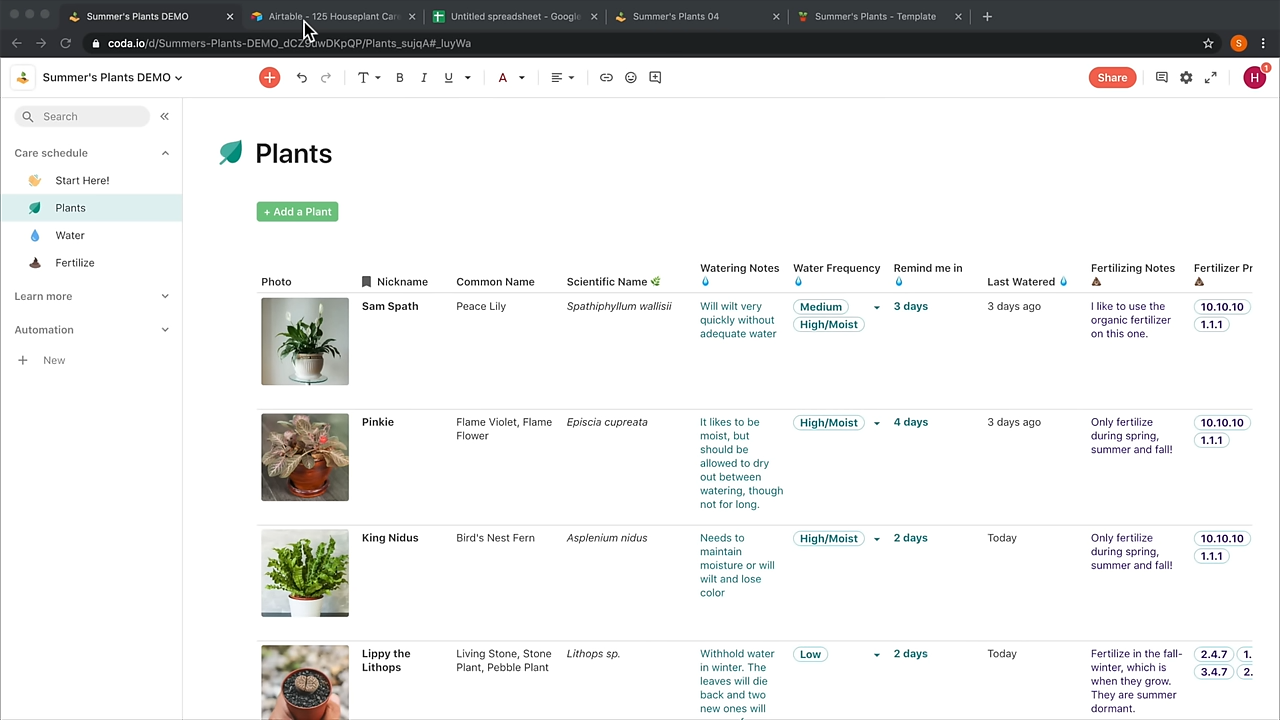 Summer's Plants DEMO
Airtable - 125 Houseplant Car
Untitled spreadsheet - Google
Summer's Plants 04
Summer's Plants - Template
coda.io/d/Summers-Plants-DEMO_dCZ9uwDKpQP/Plants_sujqA#_luyWa
S
Summer's Plants DEMO
T
B
I
U
A
Share
H
1
Search
Care schedule
Start Here!
Plants
Water
Fertilize
Learn more
Automation
New
Plants
+ Add a Plant
Photo
Nickname
Common Name
Scientific Name
Watering Notes
Water Frequency
Remind me in
Last Watered
Fertilizing Notes
Fertilizer Pr
Sam Spath
Peace Lily
Spathiphyllum wallisii
Will wilt very
quickly without
adequate water
Medium
High/Moist
3 days
3 days ago
I like to use the
organic fertilizer
on this one.
10.10.10
1.1.1
Pinkie
Flame Violet, Flame
Flower
Episcia cupreata
It likes to be
moist, but
should be
allowed to dry
out between
watering, though
not for long.
High/Moist
4 days
3 days ago
Only fertilize
during spring,
summer and fall!
10.10.10
1.1.1
King Nidus
Bird's Nest Fern
Asplenium nidus
Needs to
maintain
moisture or will
wilt and lose
color
High/Moist
2 days
Today
Only fertilize
during spring,
summer and fall!
10.10.10
1.1.1
Lippy the
Lithops
Living Stone, Stone
Plant, Pebble Plant
Lithops sp.
Withhold water
in winter. The
leaves will die
back and two
new ones will
Low
2 days
Today
Fertilize in the fall-
winter, which is
when they grow.
They are summer
dormant.
2.4.7 1.
3.4.7 2.